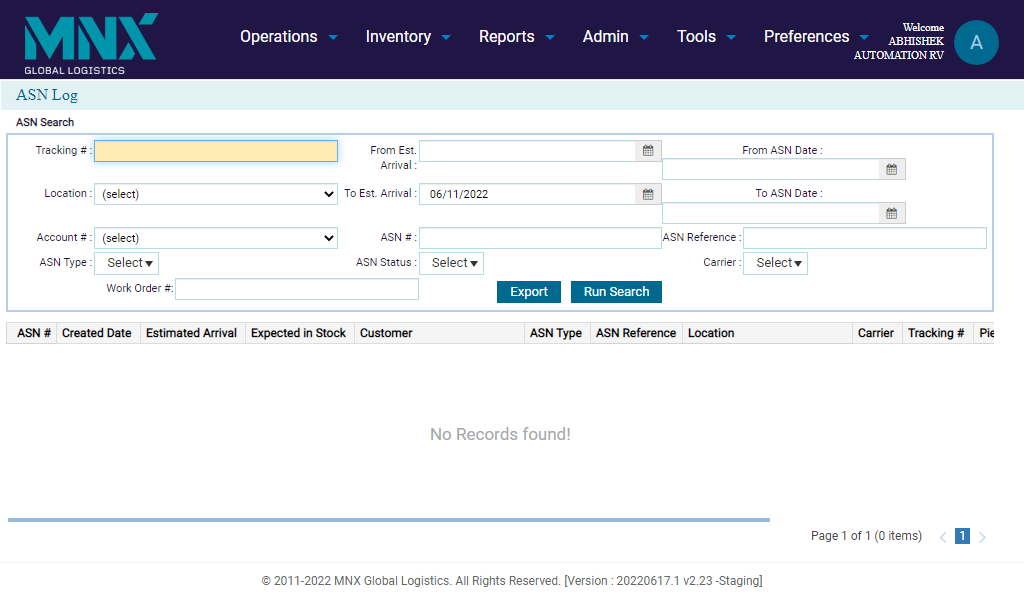 MNX
GLOBAL LOGISTICS
Operations Inventory Reports Admin Tools Preferences
Welcome
ABHISHEK
AUTOMATION RV
A
ASN Log
ASN Search
Tracking # : From Est. Arrival : From ASN Date :
Location : (select) To Est. Arrival : 06/11/2022 To ASN Date :
Account # : (select) ASN # : ASN Reference :
ASN Type : Select ASN Status : Select Carrier : Select
Work Order #: Export Run Search
ASN # Created Date Estimated Arrival Expected in Stock Customer ASN Type ASN Reference Location Carrier Tracking # Pie
No Records found!
Page 1 of 1 (0 items) 1
© 2011-2022 MNX Global Logistics. All Rights Reserved. [Version : 20220617.1 v2.23 -Staging]